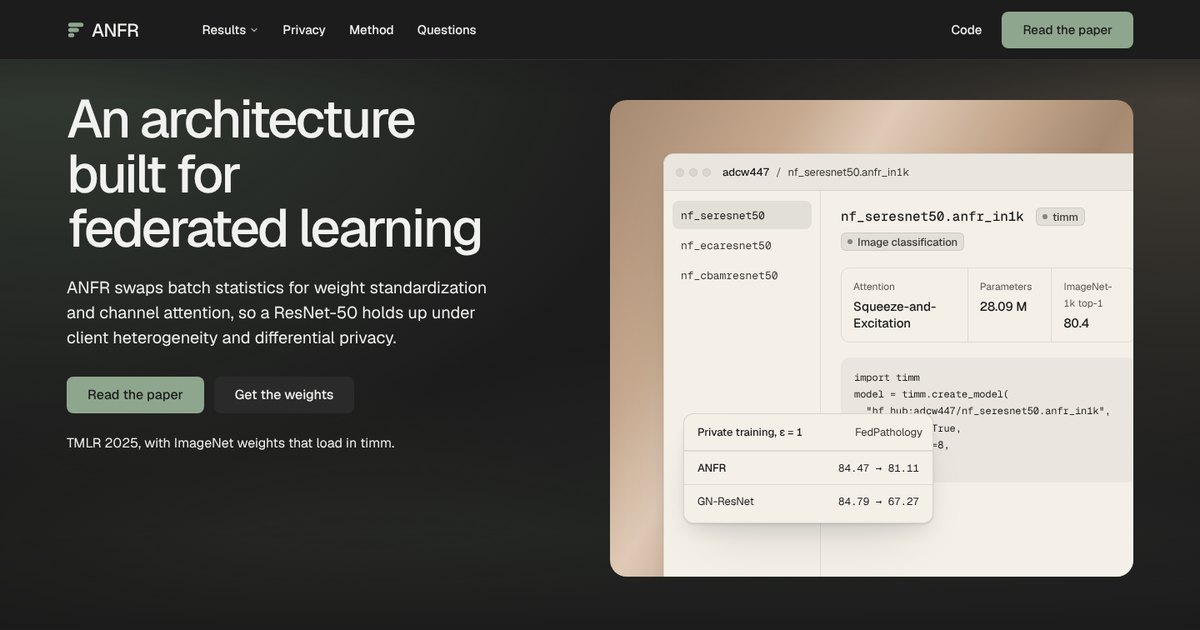 ANFR
Results
Privacy
Method
Questions
Code
Read the paper
An architecture
built for
federated learning
ANFR swaps batch statistics for weight standardization
and channel attention, so a ResNet-50 holds up under
client heterogeneity and differential privacy.
Read the paper
Get the weights
TMLR 2025, with ImageNet weights that load in timm.
adcw447 / nf_seresnet50.anfr_in1k
nf_seresnet50
nf_ecaresnet50
nf_cbamresnet50
nf_seresnet50.anfr_in1k
timm
Image classification
Attention
Squeeze-and-
Excitation
Parameters
28.09 M
ImageNet-
1k top-1
80.4
import timm
model = timm.create_model(
"hf_hub:adcw447/nf_seresnet50.anfr_in1k",
True,
=8,
Private training, ε = 1
FedPathology
ANFR
84.47 → 81.11
GN-ResNet
84.79 → 67.27